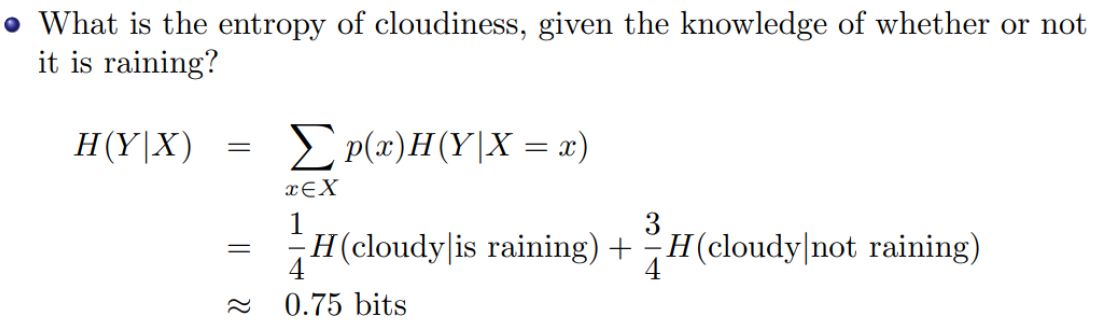 • What is the entropy of cloudiness, given the knowledge of whether or not
it is raining?
H(Y|X) = ∑_{x∈X} p(x)H(Y|X = x)
= 1/4 H(cloudy|is raining) + 3/4 H(cloudy|not raining)
≈ 0.75 bits